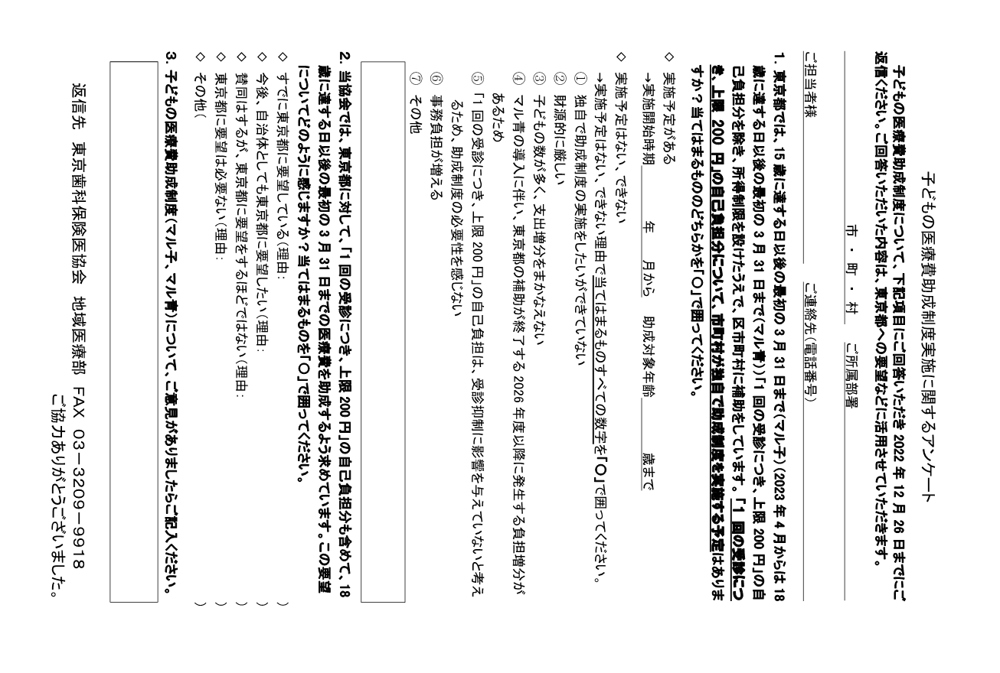 子どもの医療費助成制度実施に関するアンケート
子どもの医療費助成制度について、下記項目にご回答いただき 2022 年 12 月 26 日までにご
返信ください。ご回答いただいた内容は、東京都への要望などに活用させていただきます。
市 ・ 町 ・ 村 ご所属部署
ご担当者様 ご連絡先（電話番号）
1. 東京都では、15 歳に達する日以後の最初の 3 月 31 日まで（マル子）（2023 年 4 月からは 18
歳に達する日以後の最初の 3 月 31 日まで（マル青））「1 回の受診につき、上限 200 円」の自
己負担分を除き、所得制限を設けたうえで、区市町村に補助をしています。「1 回の受診につ
き、上限 200 円」の自己負担分について、市町村が独自で助成制度を実施する予定はありま
すか？当てはまるもののどちらかを「〇」で囲ってください。
◇ 実施予定がある
→実施開始時期 年 月から 助成対象年齢 歳まで
◇ 実施予定はない、できない
→実施予定はない、できない理由で当てはまるものすべての数字を「〇」で囲ってください。
① 独自で助成制度の実施をしたいができていない
② 財源的に厳しい
③ 子どもの数が多く、支出増分をまかなえない
④ マル青の導入に伴い、東京都の補助が終了する 2026 年度以降に発生する負担増分が
あるため
⑤ 「1 回の受診につき、上限 200 円」の自己負担は、受診抑制に影響を与えていないと考え
るため、助成制度の必要性を感じない
⑥ 事務負担が増える
⑦ その他
2. 当協会では、東京都に対して、「1 回の受診につき、上限 200 円」の自己負担分も含めて、18
歳に達する日以後の最初の 3 月 31 日までの医療費を助成するよう求めています。この要望
についてどのように感じますか？当てはまるものを「〇」で囲ってください。
◇ すでに東京都に要望している（理由： ）
◇ 今後、自治体としても東京都に要望したい（理由： ）
◇ 賛同はするが、東京都に要望をするほどではない（理由： ）
◇ 東京都に要望は必要ない（理由： ）
◇ その他（ ）
3. 子どもの医療費助成制度（マル子、マル青）について、ご意見がありましたらご記入ください。
返信先 東京歯科保険医協会 地域医療部 FAX 03－3209－9918
ご協力ありがとうございました。